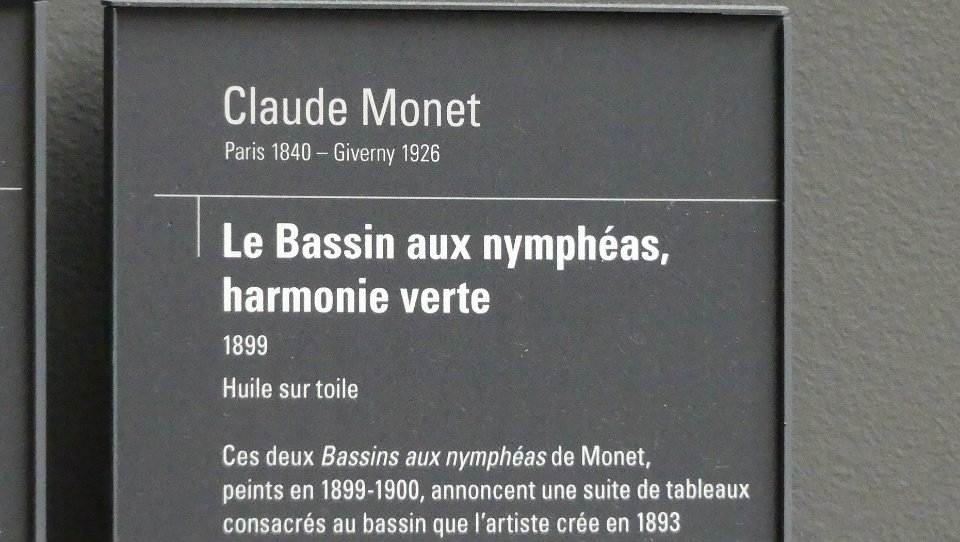 Claude Monet
Paris 1840 – Giverny 1926
Le Bassin aux nymphéas,
harmonie verte
1899
Huile sur toile
Ces deux Bassins aux nymphéas de Monet,
peints en 1899-1900, annoncent une suite de tableaux
consacrés au bassin que l'artiste crée en 1893